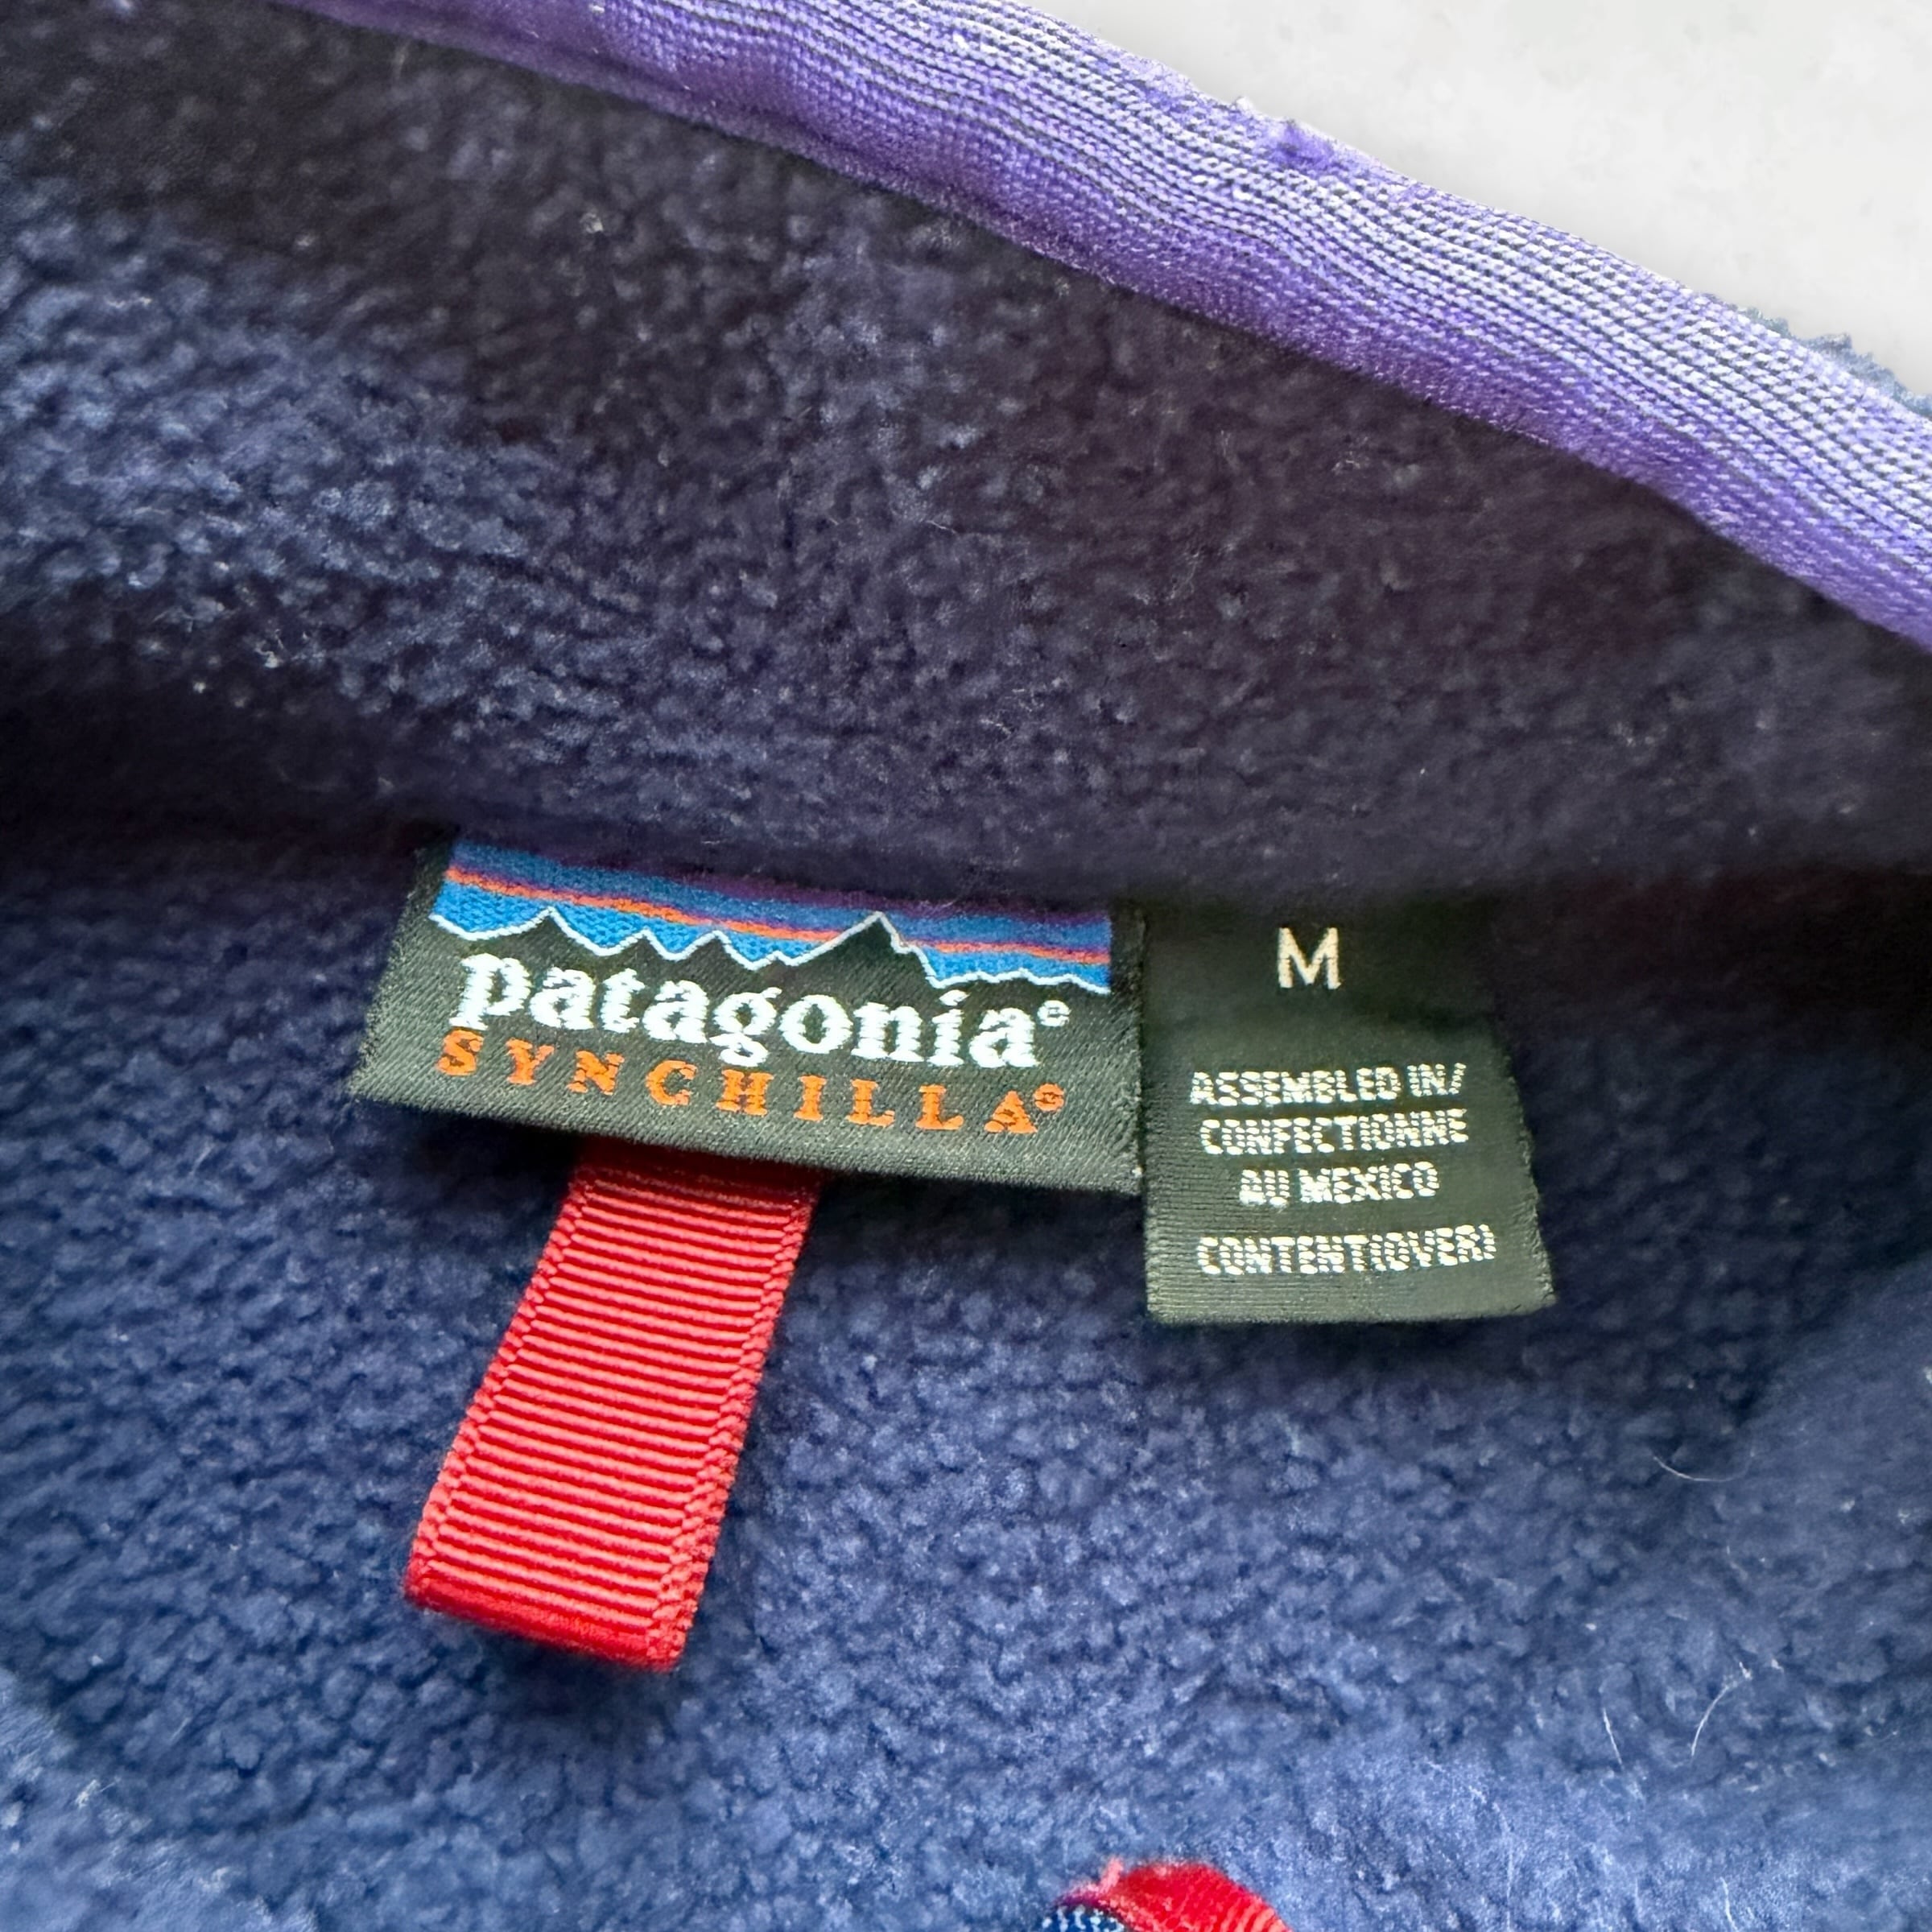 patagonia®
SYNCHILLA®
M
ASSEMBLED IN/
CONFECTIONNE
AU MEXICO
CONTENT(OVER)